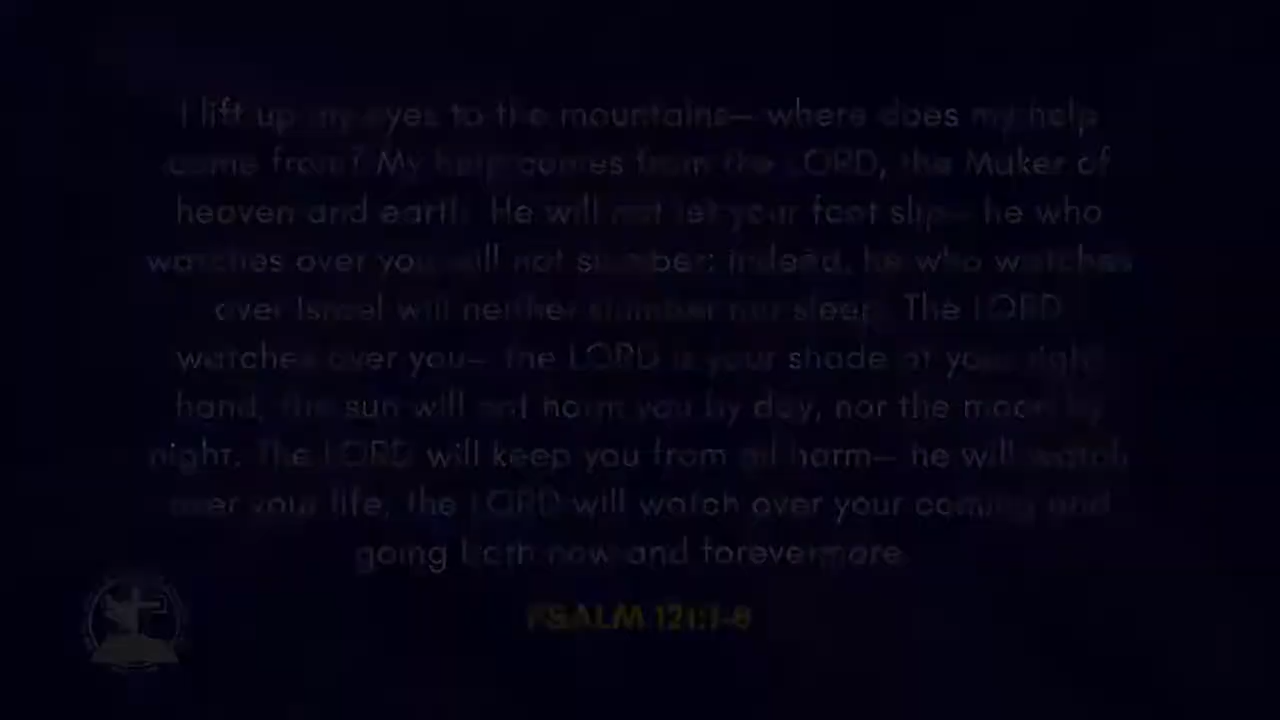 I lift up my eyes to the mountains— where does my help
come from? My help comes from the LORD, the Maker of
heaven and earth. He will not let your foot slip— he who
watches over you will not slumber; indeed, he who watches
over Israel will neither slumber nor sleep. The LORD
watches over you— the LORD is your shade at your right
hand; the sun will not harm you by day, nor the moon by
night. The LORD will keep you from all harm— he will watch
over your life; the LORD will watch over your coming and
going both now and forevermore.
PSALM 121:1-8